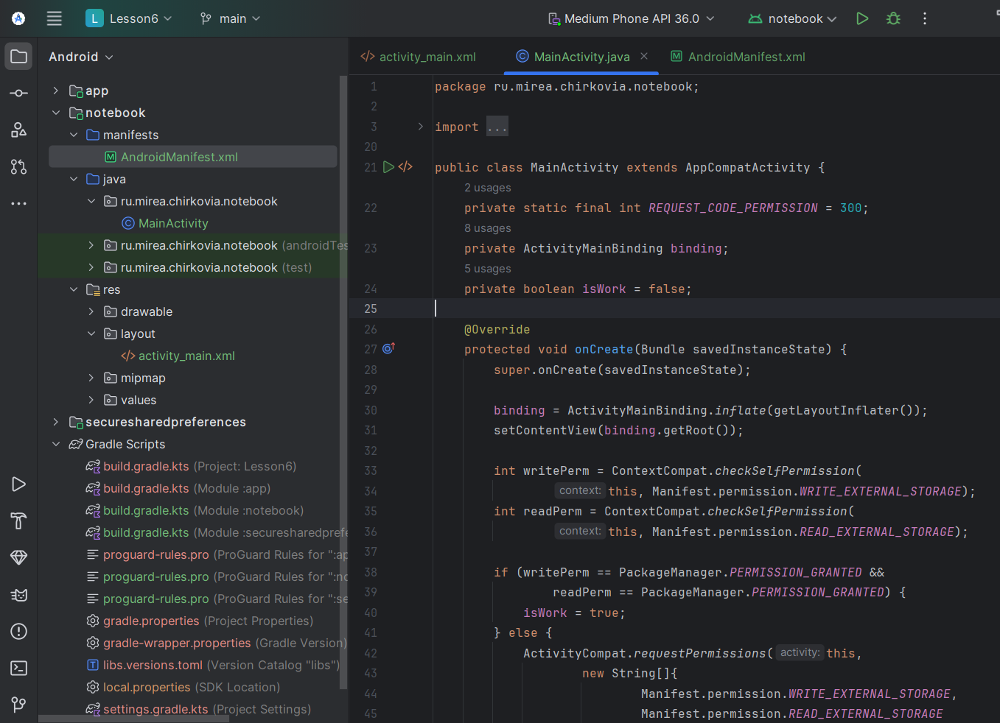 L Lesson6 main Medium Phone API 36.0 notebook
Android
app
notebook
manifests
AndroidManifest.xml
java
ru.mirea.chirkovia.notebook
MainActivity
ru.mirea.chirkovia.notebook (androidTes
ru.mirea.chirkovia.notebook (test)
res
drawable
layout
activity_main.xml
mipmap
values
securesharedpreferences
Gradle Scripts
build.gradle.kts (Project: Lesson6)
build.gradle.kts (Module :app)
build.gradle.kts (Module :notebook)
build.gradle.kts (Module :securesharedprefe
proguard-rules.pro (ProGuard Rules for ":ap
proguard-rules.pro (ProGuard Rules for ":no
proguard-rules.pro (ProGuard Rules for ":se
gradle.properties (Project Properties)
gradle-wrapper.properties (Gradle Version)
libs.versions.toml (Version Catalog "libs")
local.properties (SDK Location)
settings.gradle.kts (Project Settings)
activity_main.xml MainActivity.java AndroidManifest.xml
1 package ru.mirea.chirkovia.notebook;
2
3 import ...
20
21 public class MainActivity extends AppCompatActivity {
2 usages
22 private static final int REQUEST_CODE_PERMISSION = 300;
8 usages
23 private ActivityMainBinding binding;
5 usages
24 private boolean isWork = false;
25
26 @Override
27 protected void onCreate(Bundle savedInstanceState) {
28 super.onCreate(savedInstanceState);
29
30 binding = ActivityMainBinding.inflate(getLayoutInflater());
31 setContentView(binding.getRoot());
32
33 int writePerm = ContextCompat.checkSelfPermission(
34 context: this, Manifest.permission.WRITE_EXTERNAL_STORAGE);
35 int readPerm = ContextCompat.checkSelfPermission(
36 context: this, Manifest.permission.READ_EXTERNAL_STORAGE);
37
38 if (writePerm == PackageManager.PERMISSION_GRANTED &&
39 readPerm == PackageManager.PERMISSION_GRANTED) {
40 isWork = true;
41 } else {
42 ActivityCompat.requestPermissions( activity: this,
43 new String[]{
44 Manifest.permission.WRITE_EXTERNAL_STORAGE,
45 Manifest.permission.READ_EXTERNAL_STORAGE